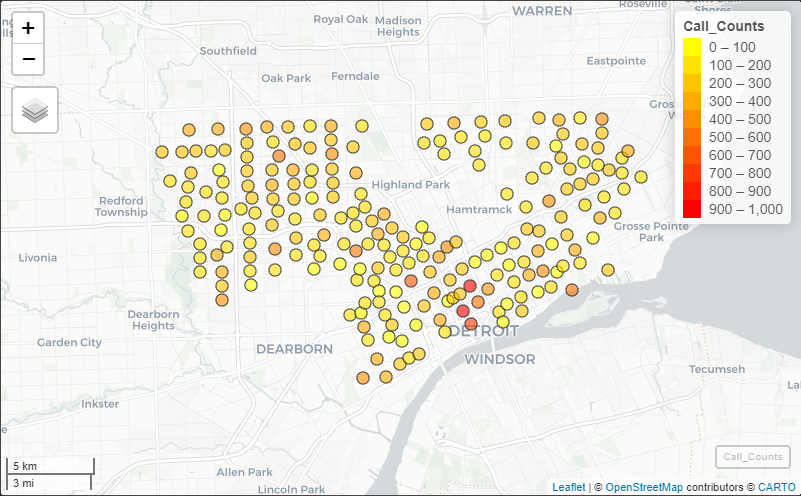 WARREN
Roseville
Royal Oak
Madison
Heights
Shores
Call_Counts
0 – 100
100 – 200
200 – 300
300 – 400
400 – 500
500 – 600
600 – 700
700 – 800
800 – 900
900 – 1,000
+
−
Southfield
Ferndale
Oak Park
Eastpointe
Highland Park
Redford
Township
Hamtramck
Grosse Pointe
Park
Livonia
Dearborn
Heights
DETROIT
Garden City
DEARBORN
WINDSOR
Tecumseh
Inkster
Call_Counts
5 km
3 mi
Allen Park
Lincoln Park
Leaflet | © OpenStreetMap contributors © CARTO